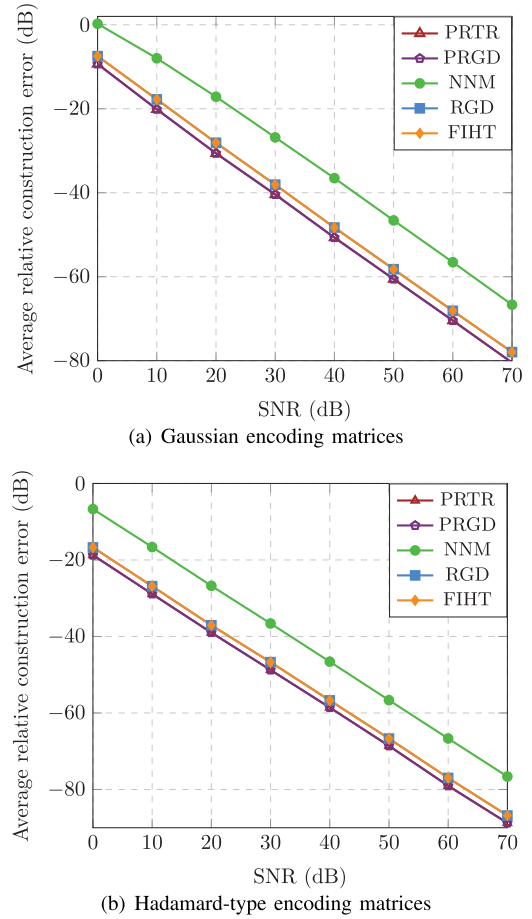 Average relative construction error (dB)
0
−20
−40
−60
−80
PRTR
PRGD
NNM
RGD
FIHT
0 10 20 30 40 50 60 70
SNR (dB)
(a) Gaussian encoding matrices
Average relative construction error (dB)
0
−20
−40
−60
−80
PRTR
PRGD
NNM
RGD
FIHT
0 10 20 30 40 50 60 70
SNR (dB)
(b) Hadamard-type encoding matrices